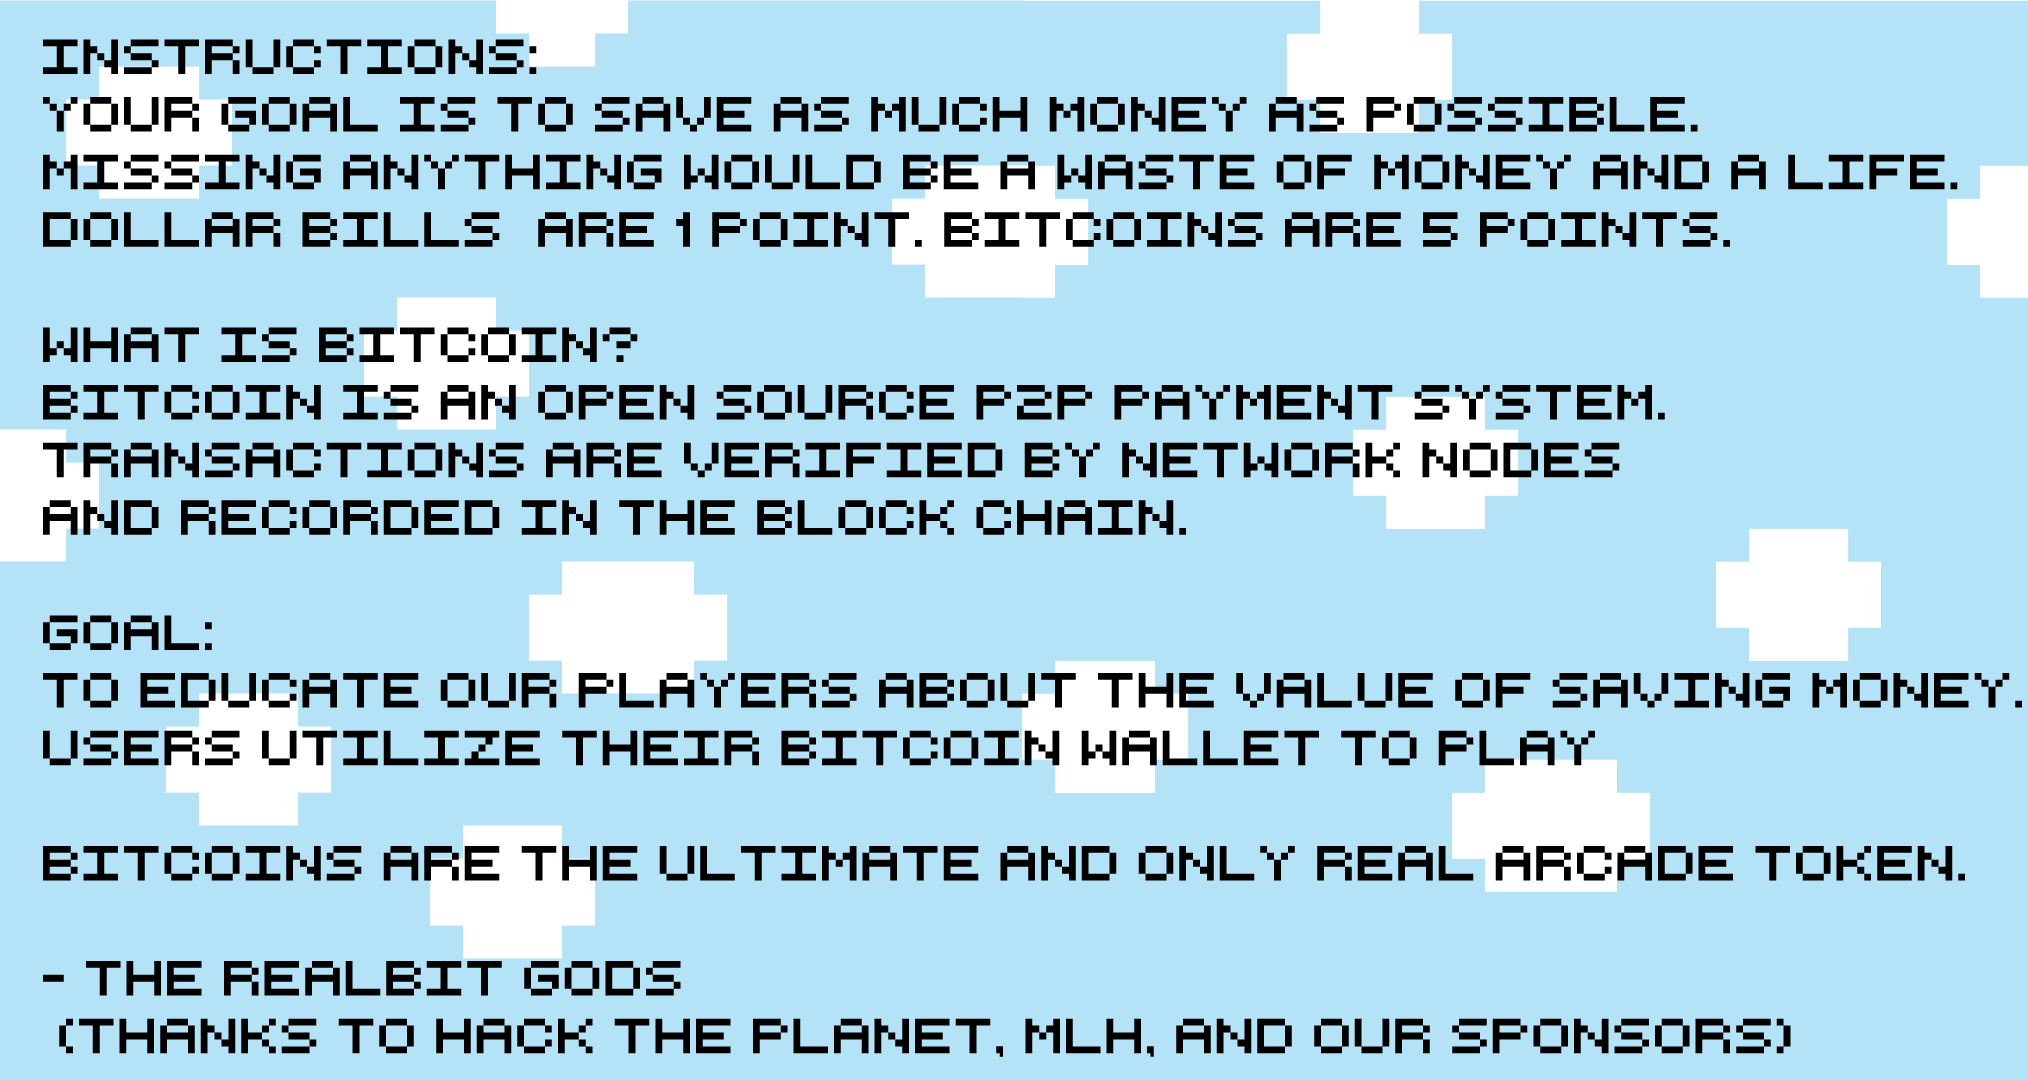 INSTRUCTIONS:
YOUR GOAL IS TO SAVE AS MUCH MONEY AS POSSIBLE.
MISSING ANYTHING WOULD BE A WASTE OF MONEY AND A LIFE.
DOLLAR BILLS  ARE 1 POINT. BITCOINS ARE 5 POINTS.
WHAT IS BITCOIN?
BITCOIN IS AN OPEN SOURCE P2P PAYMENT SYSTEM.
TRANSACTIONS ARE VERIFIED BY NETWORK NODES
AND RECORDED IN THE BLOCK CHAIN.
GOAL:
TO EDUCATE OUR PLAYERS ABOUT THE VALUE OF SAVING MONEY.
USERS UTILIZE THEIR BITCOIN WALLET TO PLAY
BITCOINS ARE THE ULTIMATE AND ONLY REAL ARCADE TOKEN.
- THE REALBIT GODS
(THANKS TO HACK THE PLANET, MLH, AND OUR SPONSORS)